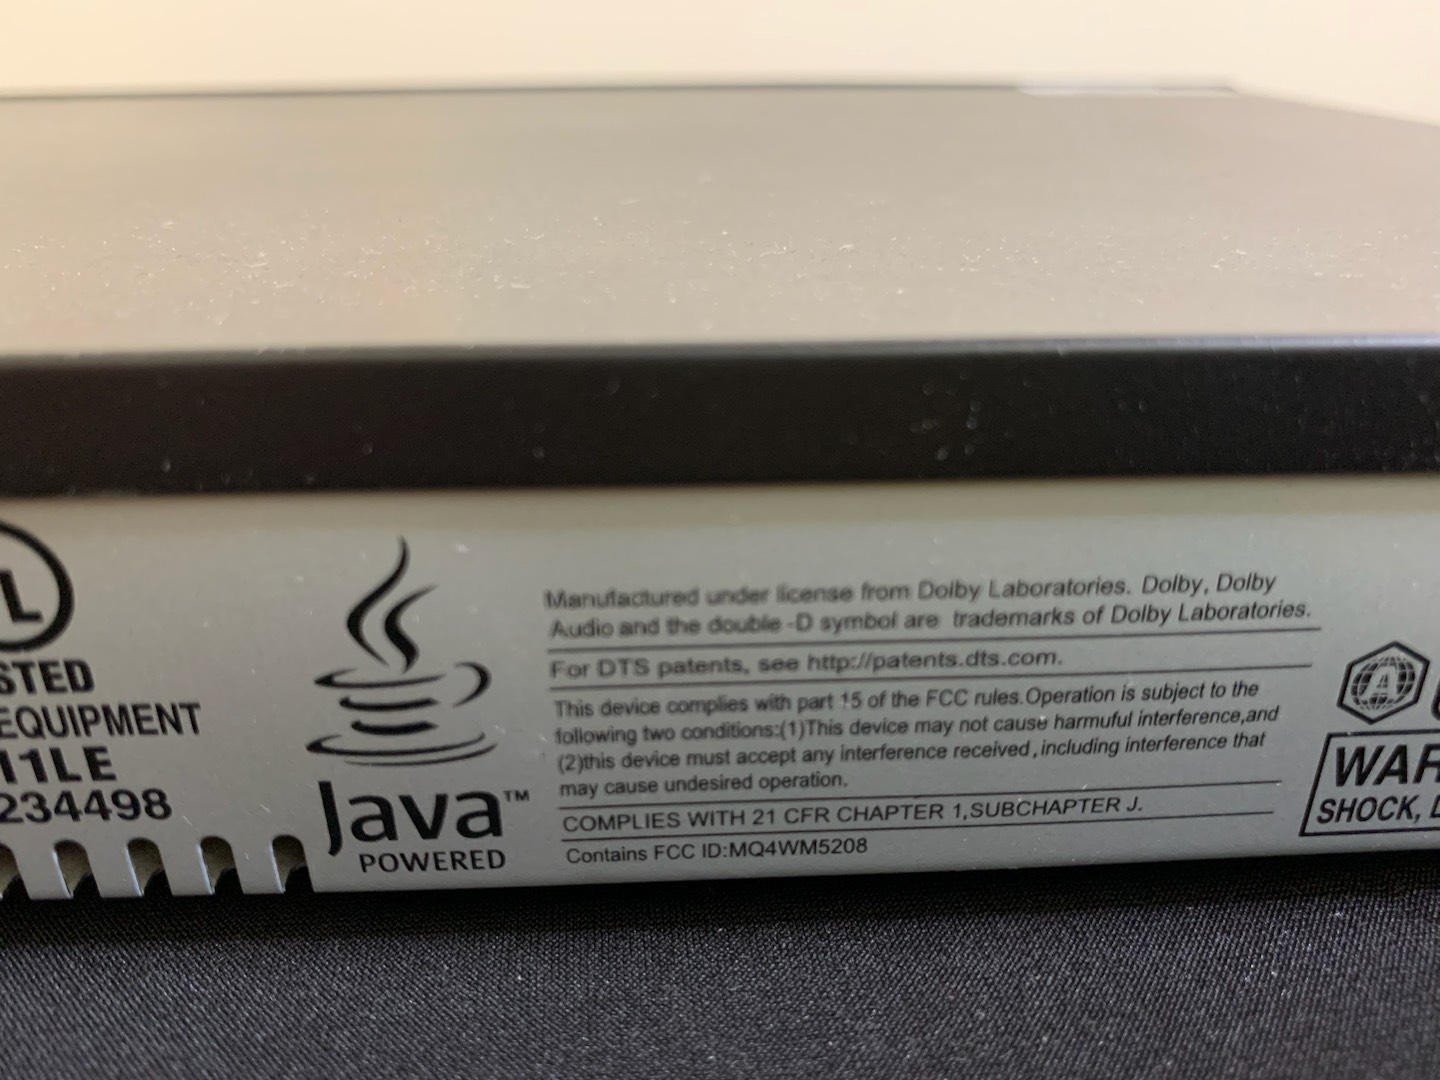 L
STED
EQUIPMENT
11LE
234498
Java™
POWERED
Manufactured under license from Dolby Laboratories. Dolby, Dolby
Audio and the double -D symbol are trademarks of Dolby Laboratories.
For DTS patents, see http://patents.dts.com.
This device complies with part 15 of the FCC rules.Operation is subject to the
following two conditions:(1)This device may not cause harmuful interference,and
(2)this device must accept any interference received,including interference that
may cause undesired operation.
COMPLIES WITH 21 CFR CHAPTER 1,SUBCHAPTER J.
Contains FCC ID:MQ4WM5208
A
WAR
SHOCK,